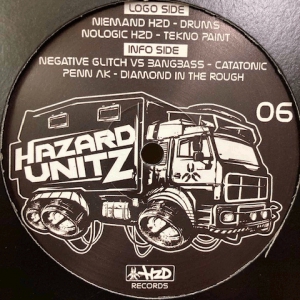 LOGO SIDE
NIEMAND HZD - DRUMS
NOLOGIC HZD - TEKNO PAINT
INFO SIDE
NEGATIVE GLITCH VS BANGBASS - CATATONIC
PENN AK - DIAMOND IN THE ROUGH
06
HAZARD
UNITZ
HZD
RECORDS